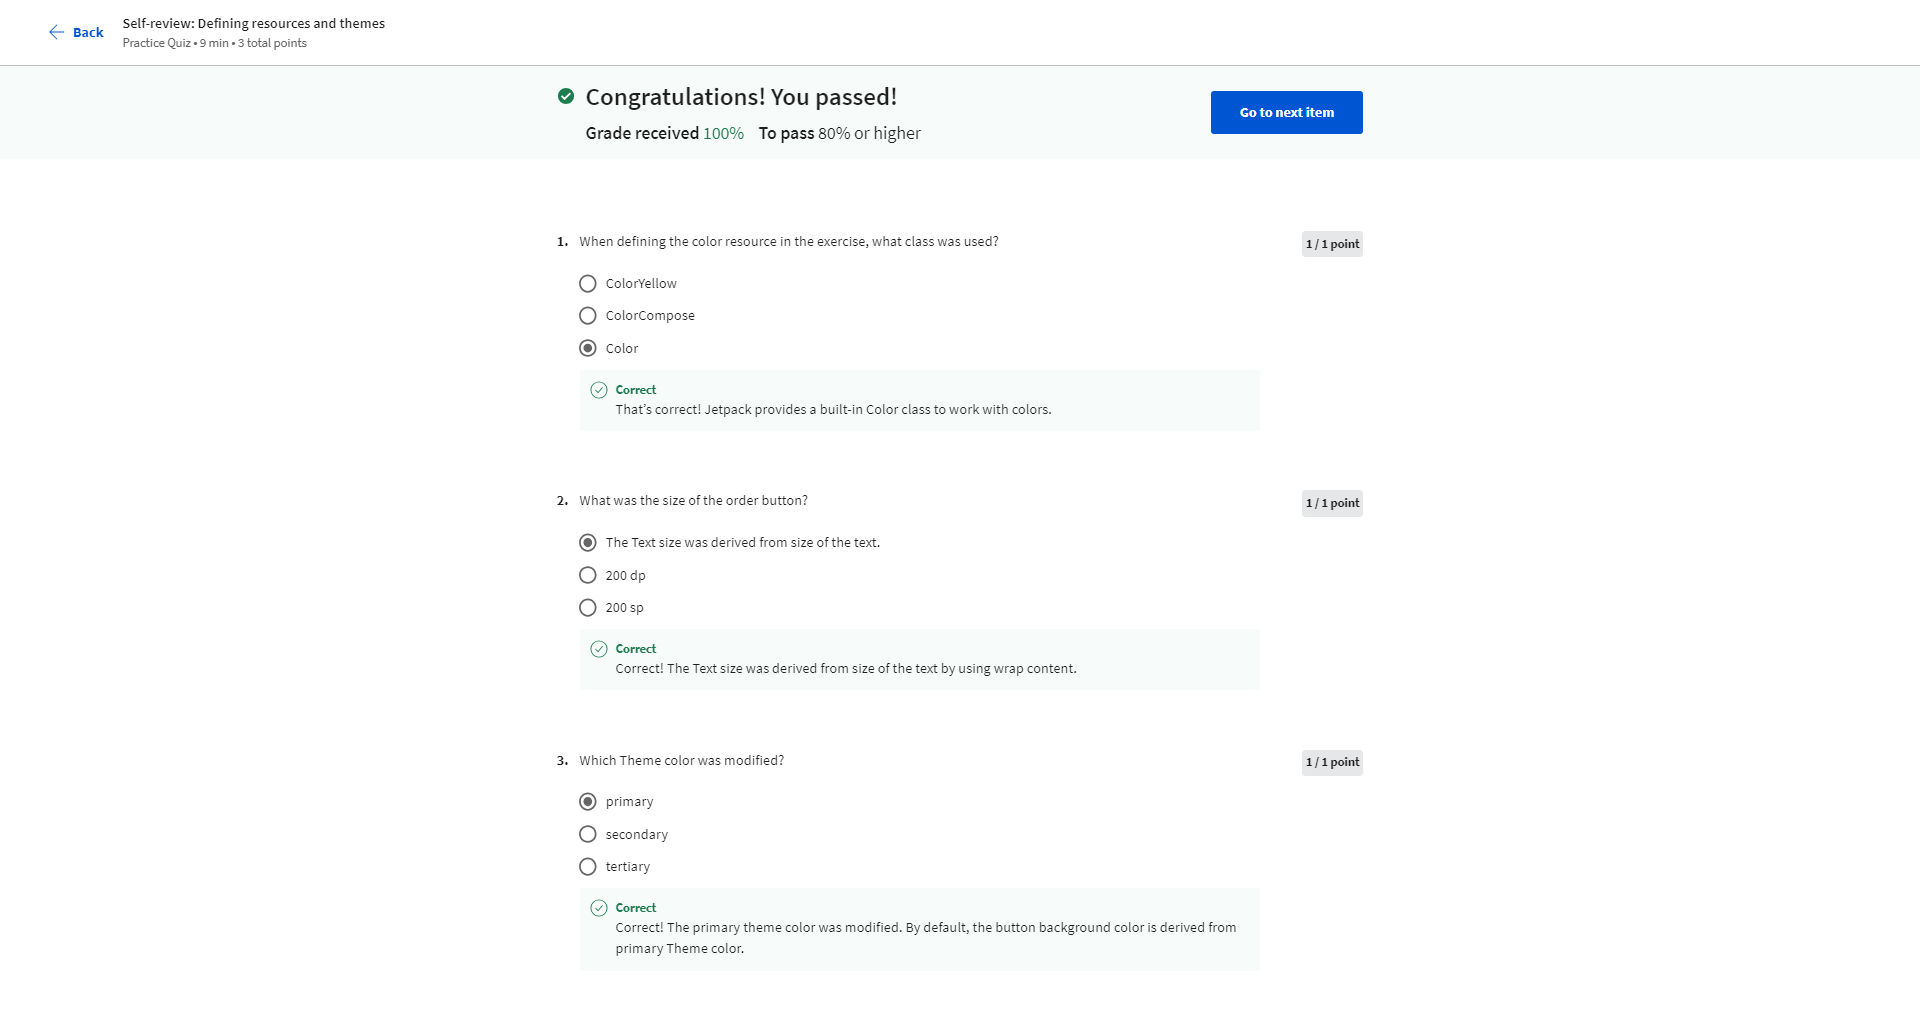 Back
Self-review: Defining resources and themes
Practice Quiz • 9 min • 3 total points
Congratulations! You passed!
Grade received 100% To pass 80% or higher
Go to next item
1. When defining the color resource in the exercise, what class was used?
1 / 1 point
ColorYellow
ColorCompose
Color
Correct
That’s correct! Jetpack provides a built-in Color class to work with colors.
2. What was the size of the order button?
1 / 1 point
The Text size was derived from size of the text.
200 dp
200 sp
Correct
Correct! The Text size was derived from size of the text by using wrap content.
3. Which Theme color was modified?
1 / 1 point
primary
secondary
tertiary
Correct
Correct! The primary theme color was modified. By default, the button background color is derived from
primary Theme color.